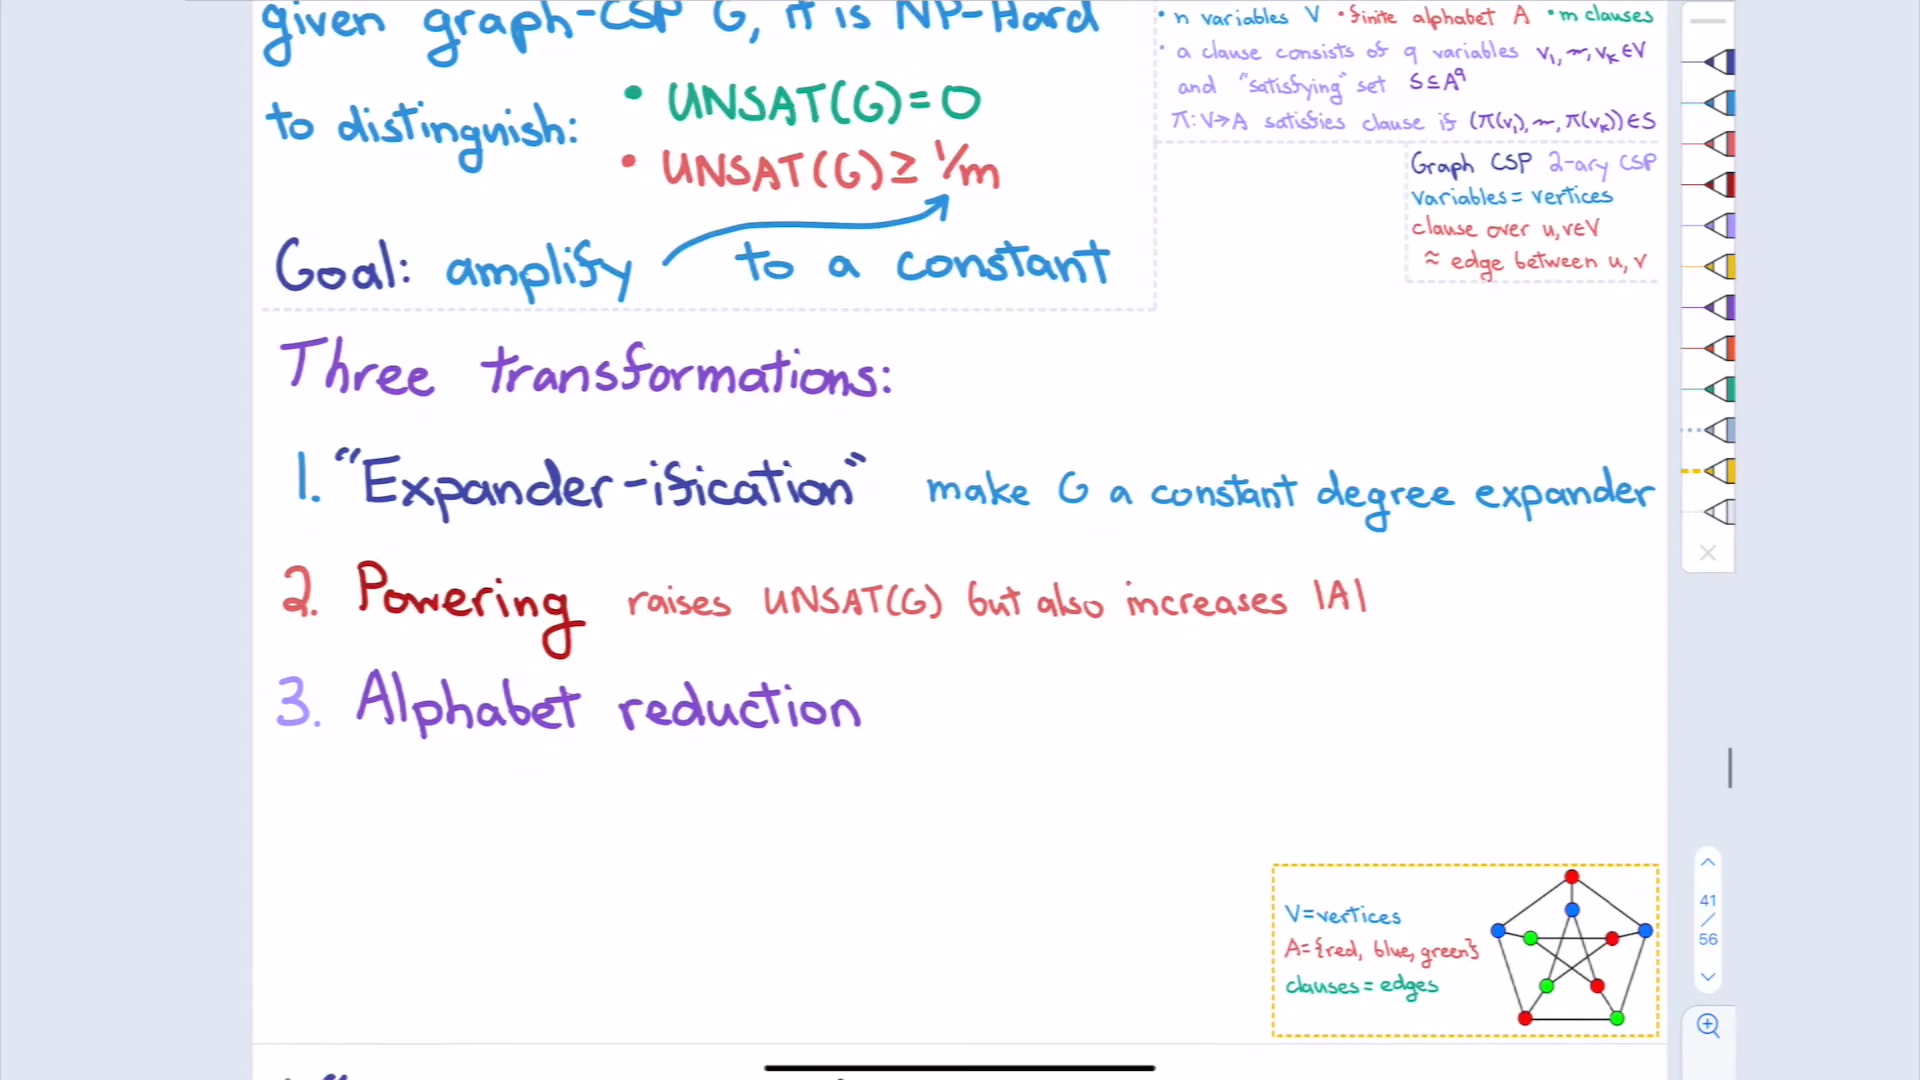 given graph-CSP G, it is NP-Hard
to distinguish:
• UNSAT(G)=0
• UNSAT(G)≥ 1/m
Goal: amplify to a constant
• n variables V • finite alphabet A • m clauses
• a clause consists of q variables v₁,~,vₖ∈V
and "satisfying" set S⊆A^q
π: V→A satisfies clause if (π(v₁),~,π(vₖ))∈S
Graph CSP 2-ary CSP
variables = vertices
clause over u,v∈V
≈ edge between u,v
Three transformations:
1. "Expander-ification" make G a constant degree expander
2. Powering raises UNSAT(G) but also increases |A|
3. Alphabet reduction
V=vertices
A={red, blue, green}
clauses = edges
41
/
56